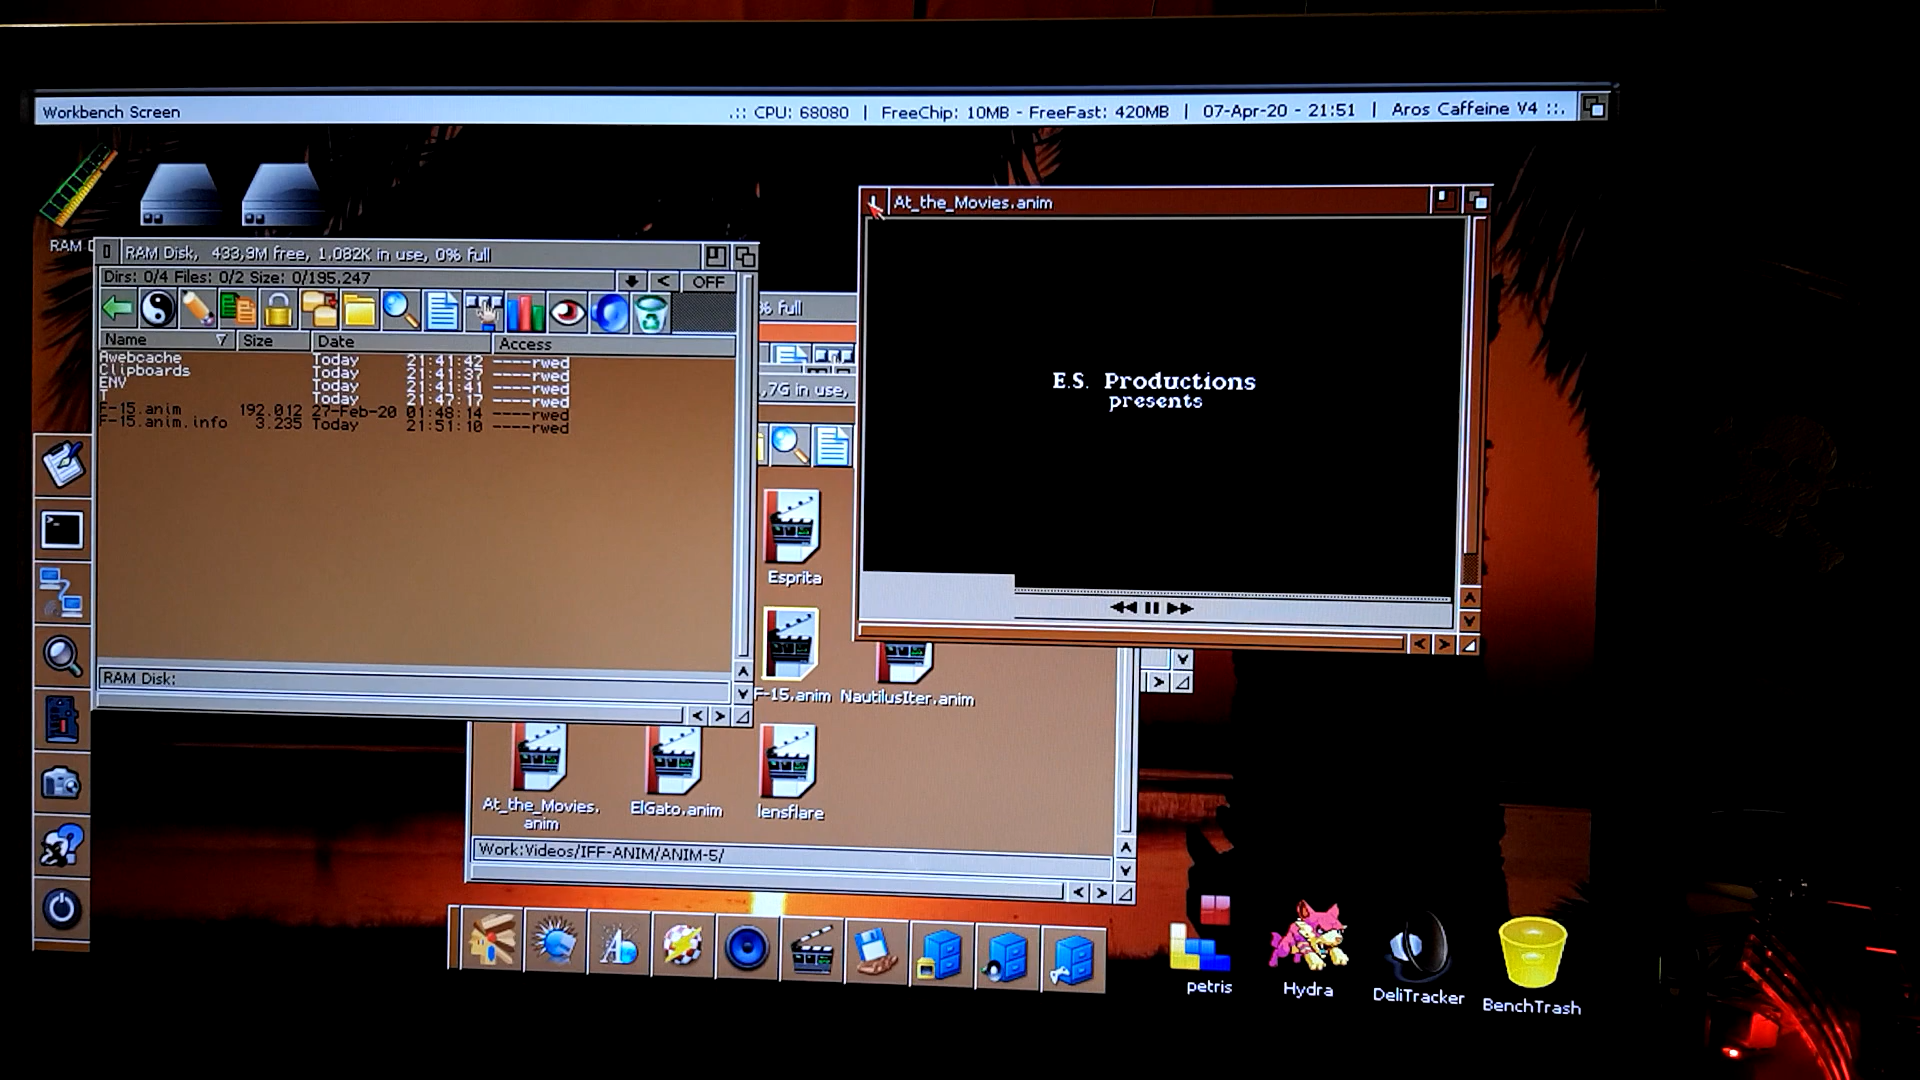 Workbench Screen
.:: CPU: 68080 | FreeChip: 10MB - FreeFast: 420MB | 07-Apr-20 - 21:51 | Aros Caffeine V4 ::.
RAM D
RAM Disk, 433,9M free, 1.082K in use, 0% full
Dirs: 0/4 Files: 0/2 Size: 0/195.247
OFF
Name Size Date Access
Awebcache Today 21:41:42 ----rwed
Clipboards Today 21:41:37 ----rwed
ENV Today 21:41:41 ----rwed
T Today 21:47:17 ----rwed
F-15.anim 192.012 27-Feb-20 01:48:14 ----rwed
F-15.anim.info 3.235 Today 21:51:10 ----rwed
RAM Disk:
% full
,7G in use,
At_the_Movies.anim
E.S. Productions
presents
Esprita
F-15.anim
NautilusIter.anim
At_the_Movies.
anim
ElGato.anim
lensflare
Work:Videos/IFF-ANIM/ANIM-5/
petris
Hydra
DeliTracker
BenchTrash